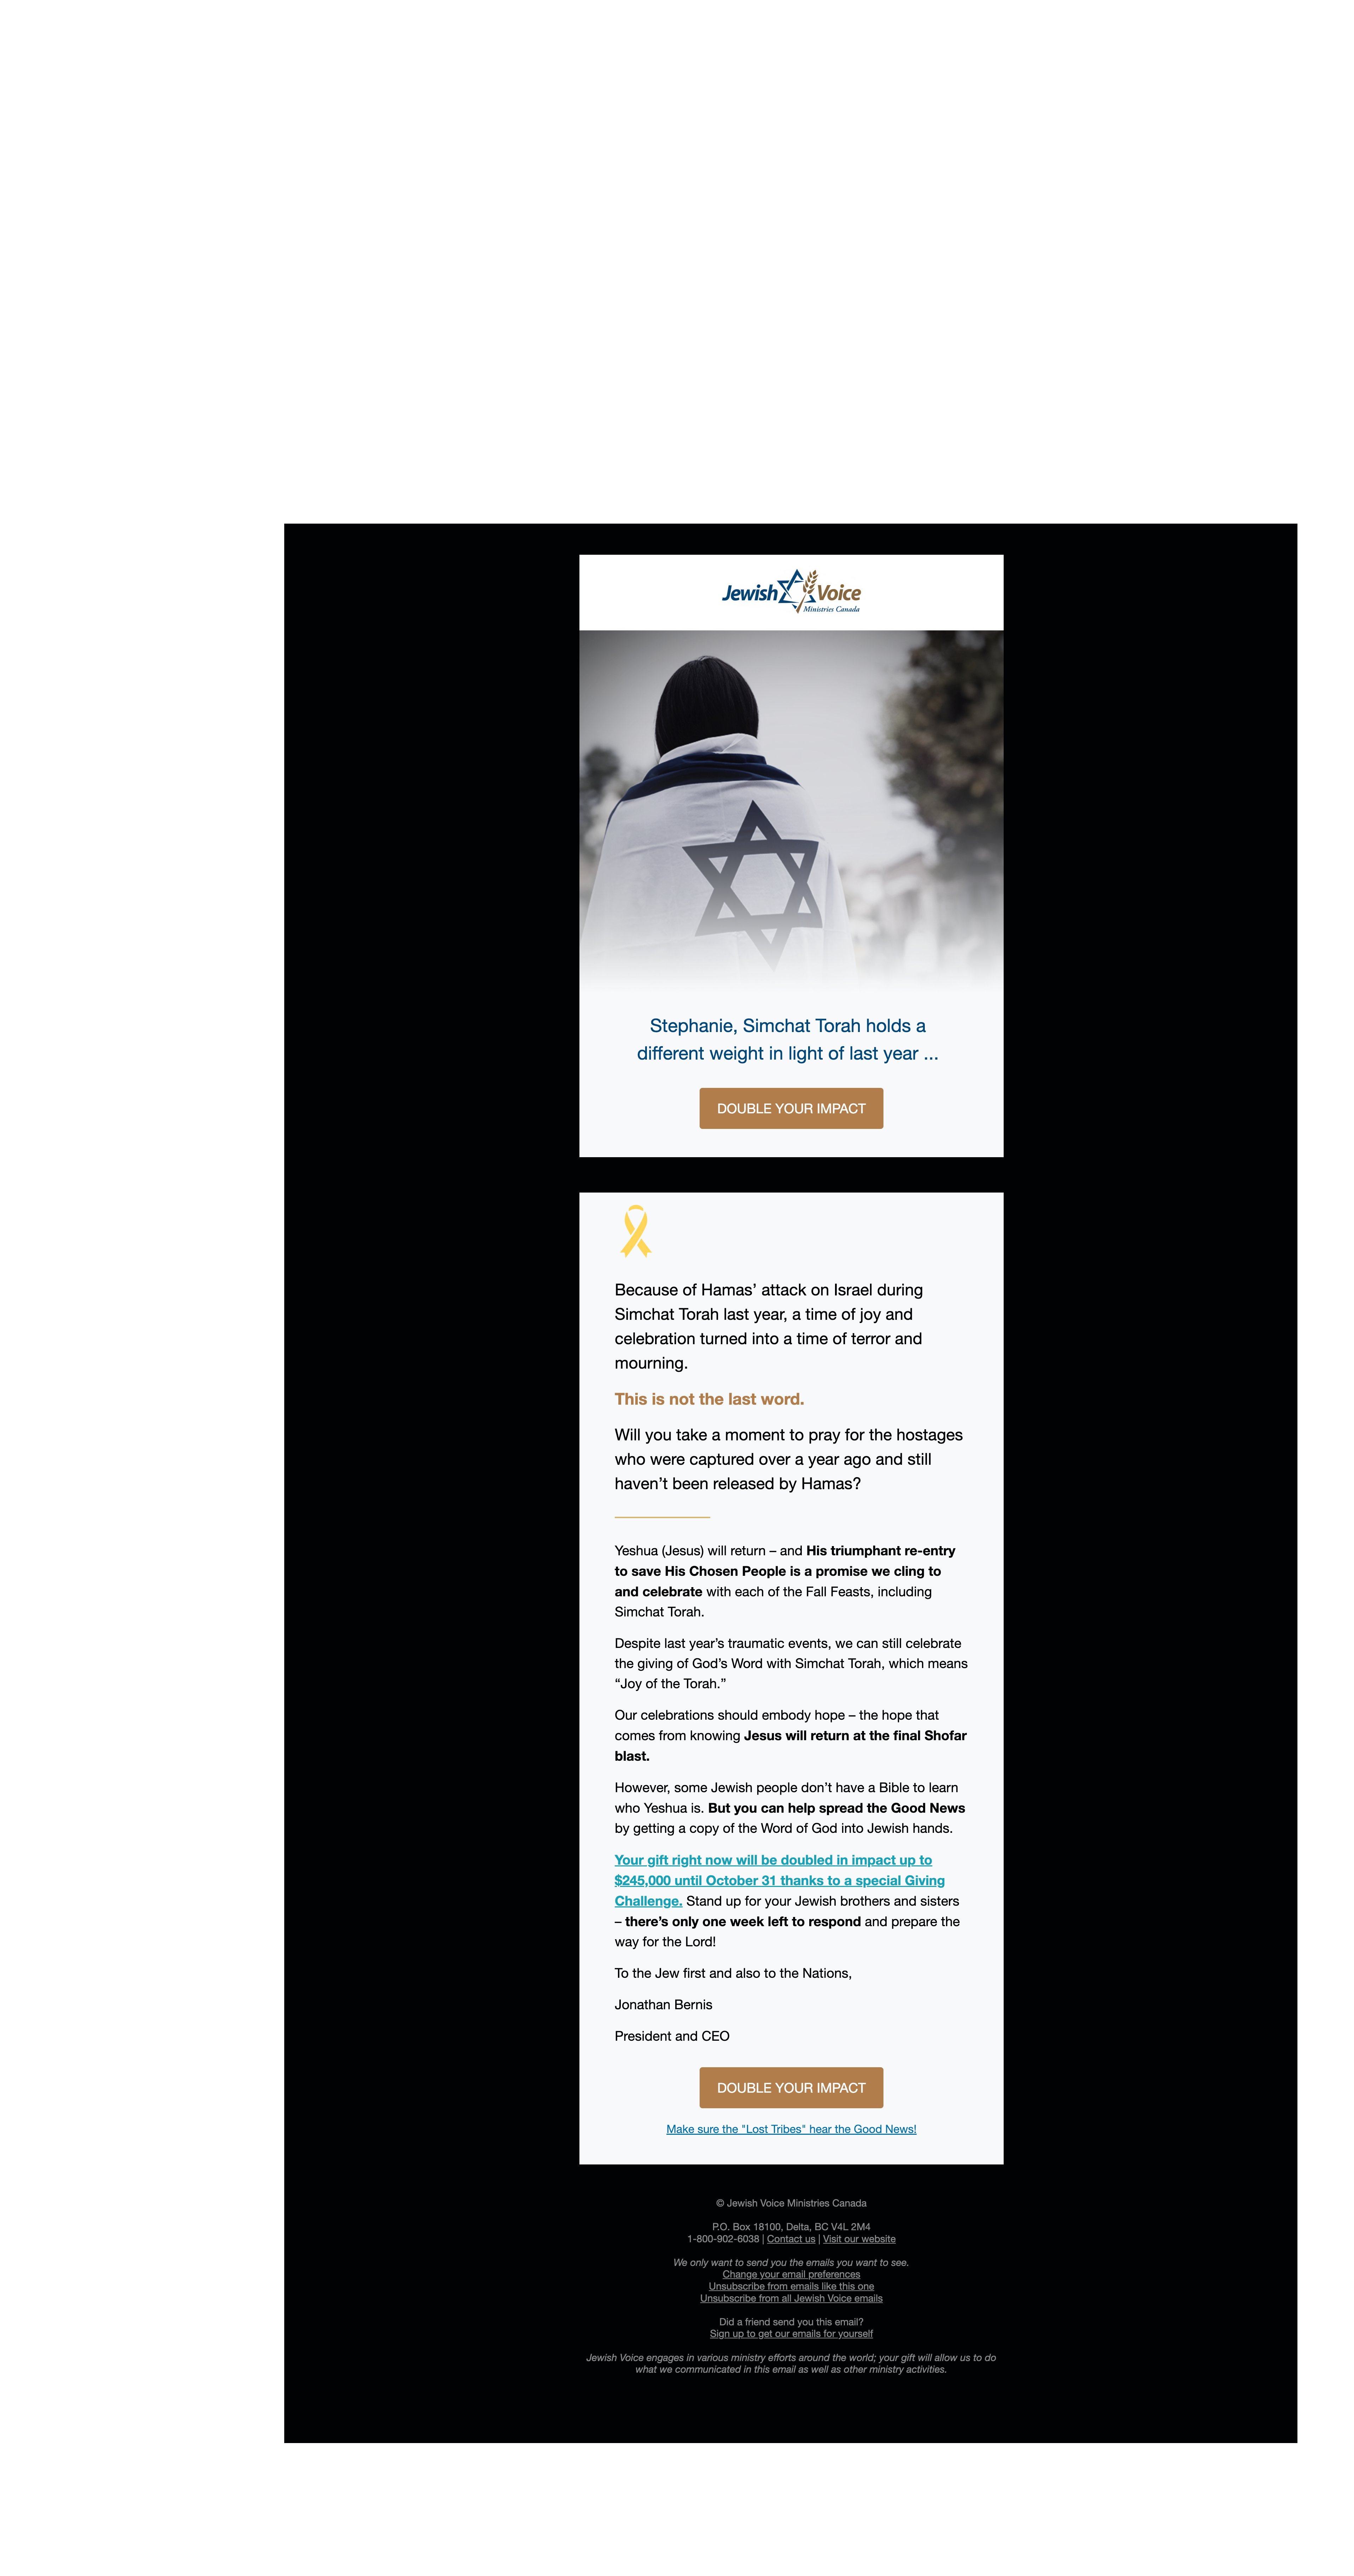 Jewish Voice
Ministries Canada
Stephanie, Simchat Torah holds a
different weight in light of last year ...
DOUBLE YOUR IMPACT
Because of Hamas’ attack on Israel during
Simchat Torah last year, a time of joy and
celebration turned into a time of terror and
mourning.
This is not the last word.
Will you take a moment to pray for the hostages
who were captured over a year ago and still
haven’t been released by Hamas?
Yeshua (Jesus) will return – and His triumphant re-entry
to save His Chosen People is a promise we cling to
and celebrate with each of the Fall Feasts, including
Simchat Torah.
Despite last year’s traumatic events, we can still celebrate
the giving of God’s Word with Simchat Torah, which means
“Joy of the Torah.”
Our celebrations should embody hope – the hope that
comes from knowing Jesus will return at the final Shofar
blast.
However, some Jewish people don’t have a Bible to learn
who Yeshua is. But you can help spread the Good News
by getting a copy of the Word of God into Jewish hands.
Your gift right now will be doubled in impact up to
$245,000 until October 31 thanks to a special Giving
Challenge. Stand up for your Jewish brothers and sisters
– there’s only one week left to respond and prepare the
way for the Lord!
To the Jew first and also to the Nations,
Jonathan Bernis
President and CEO
DOUBLE YOUR IMPACT
Make sure the "Lost Tribes" hear the Good News!
© Jewish Voice Ministries Canada
P.O. Box 18100, Delta, BC V4L 2M4
1-800-902-6038 | Contact us | Visit our website
We only want to send you the emails you want to see.
Change your email preferences
Unsubscribe from emails like this one
Unsubscribe from all Jewish Voice emails
Did a friend send you this email?
Sign up to get our emails for yourself
Jewish Voice engages in various ministry efforts around the world; your gift will allow us to do
what we communicated in this email as well as other ministry activities.